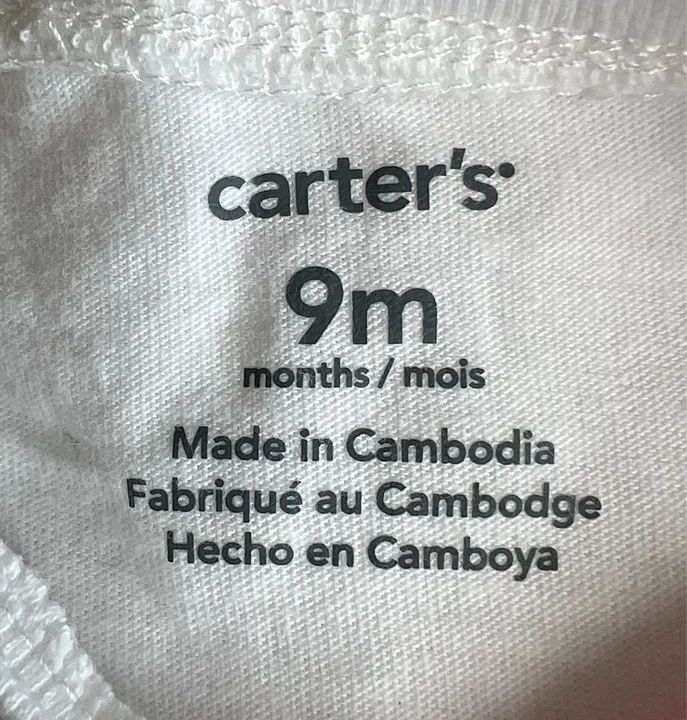 carter's
9m
months / mois
Made in Cambodia
Fabriqué au Cambodge
Hecho en Camboya